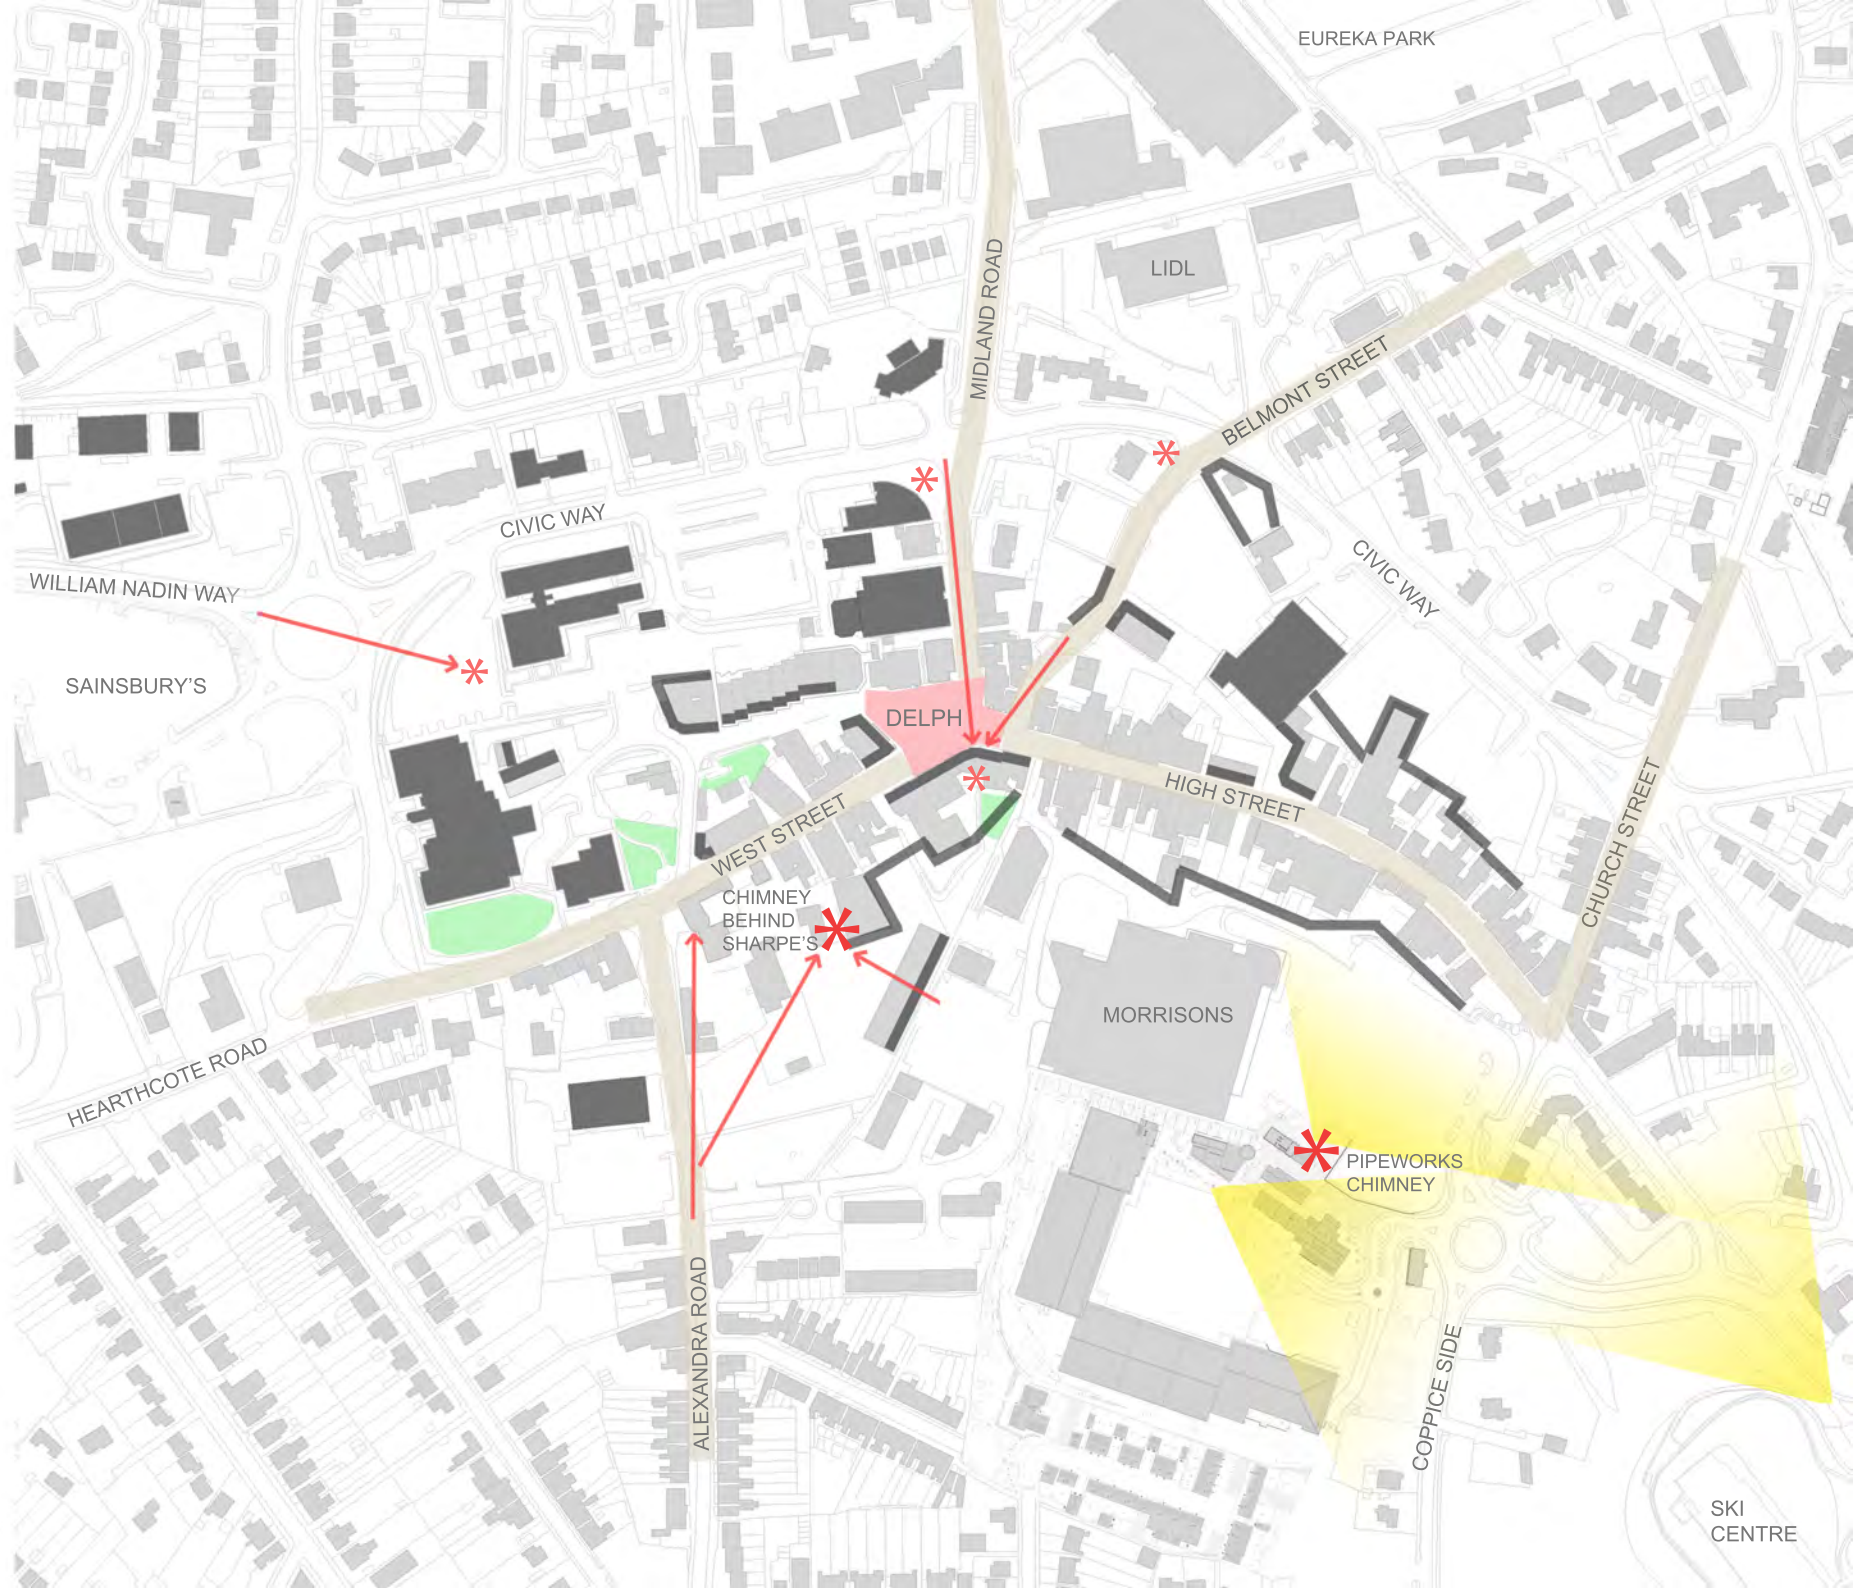 EUREKA PARK
MIDLAND ROAD
LIDL
BELMONT STREET
CIVIC WAY
CIVIC WAY
WILLIAM NADIN WAY
SAINSBURY'S
DELPH
HIGH STREET
WEST STREET
CHURCH STREET
CHIMNEY
BEHIND
SHARPE'S
MORRISONS
HEARTHCOTE ROAD
PIPEWORKS
CHIMNEY
ALEXANDRA ROAD
COPPICE SIDE
SKI
CENTRE